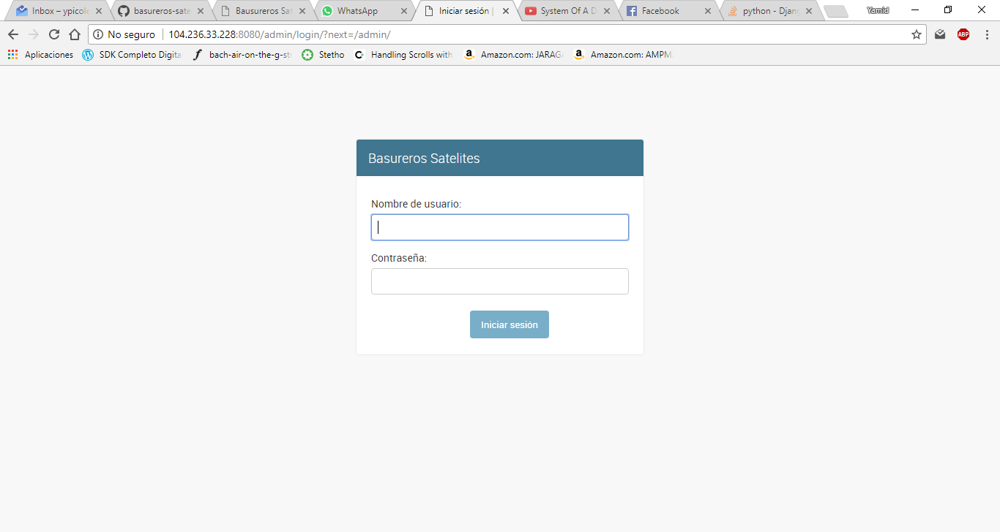 Inbox – ypicole
basureros-sate
Bausureros Sat
WhatsApp
Iniciar sesión |
System Of A D
Facebook
python - Djang
Yamid
No seguro
104.236.33.228:8080/admin/login/?next=/admin/
ABP
Aplicaciones
SDK Completo Digita
bach-air-on-the-g-st
Stetho
Handling Scrolls with
Amazon.com: JARAGA
Amazon.com: AMPM
Basureros Satelites
Nombre de usuario:
Contraseña:
Iniciar sesión